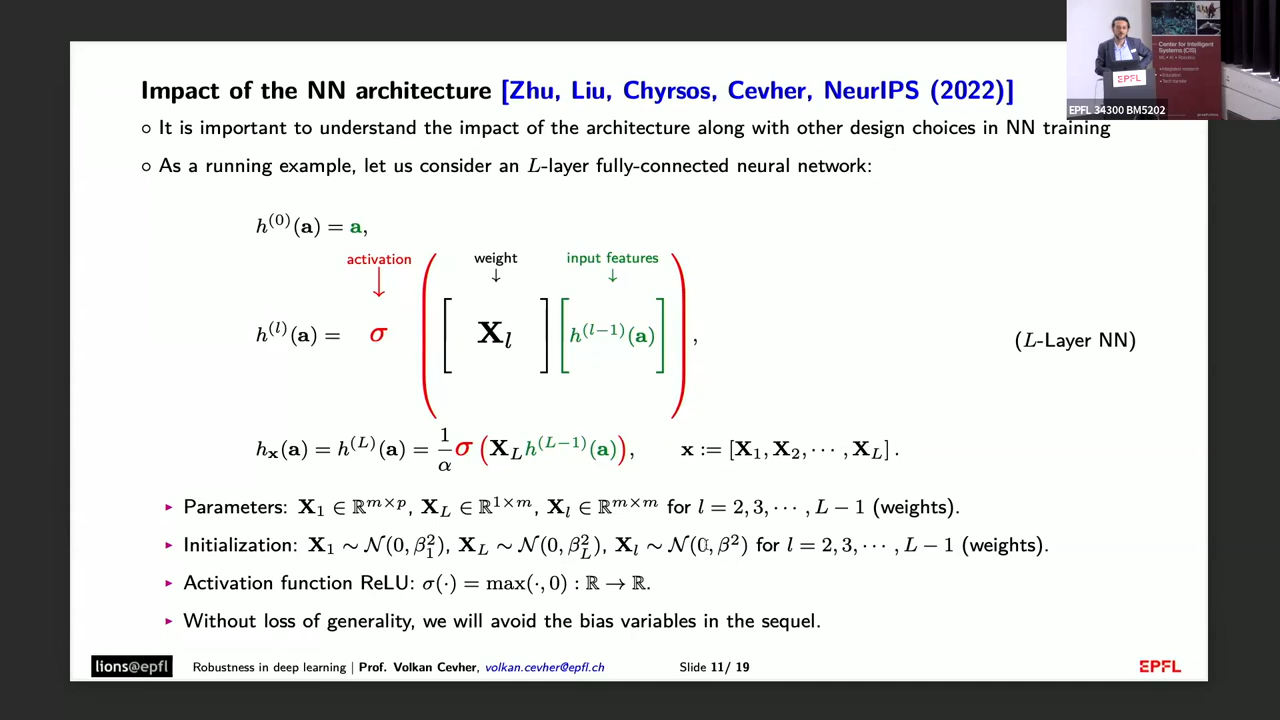 Impact of the NN architecture [Zhu, Liu, Chyrsos, Cevher, NeurIPS (2022)]
○ It is important to understand the impact of the architecture along with other design choices in NN training
○ As a running example, let us consider an L-layer fully-connected neural network:
h^(0)(a) = a,
activation weight input features
↓ ↓ ↓
h^(l)(a) = σ ( [ X_l ] [ h^(l−1)(a) ] ) , (L-Layer NN)
h_x(a) = h^(L)(a) = 1/α σ (X_L h^(L−1)(a)), x := [X_1, X_2, ⋯ , X_L] .
▸ Parameters: X_1 ∈ ℝ^{m×p}, X_L ∈ ℝ^{1×m}, X_l ∈ ℝ^{m×m} for l = 2, 3, ⋯ , L − 1 (weights).
▸ Initialization: X_1 ∼ 𝒩(0, β_1^2), X_L ∼ 𝒩(0, β_L^2), X_l ∼ 𝒩(0, β^2) for l = 2, 3, ⋯ , L − 1 (weights).
▸ Activation function ReLU: σ(·) = max(·, 0) : ℝ → ℝ.
▸ Without loss of generality, we will avoid the bias variables in the sequel.
lions@epfl Robustness in deep learning | Prof. Volkan Cevher, volkan.cevher@epfl.ch Slide 11/ 19 EPFL
Center for Intelligent
Systems (CIS)
EPFL
EPFL 34300 BM5202